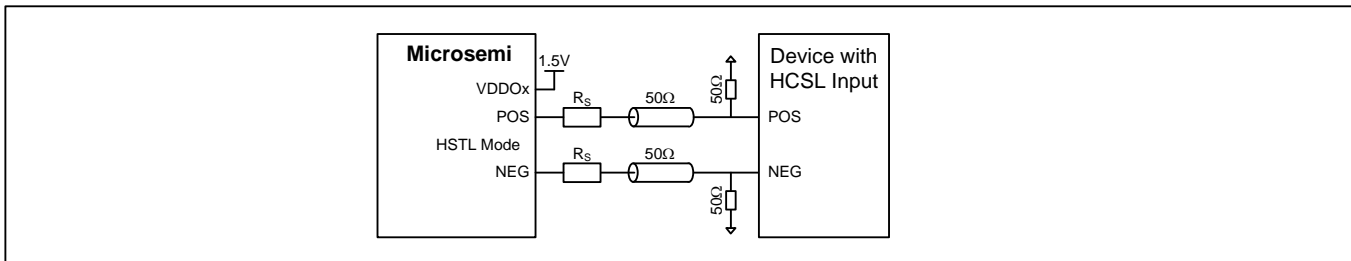 Microsemi
1.5V
VDDOx
POS
HSTL Mode
NEG
RS
50Ω
RS
50Ω
50Ω
50Ω
Device with
HCSL Input
POS
NEG